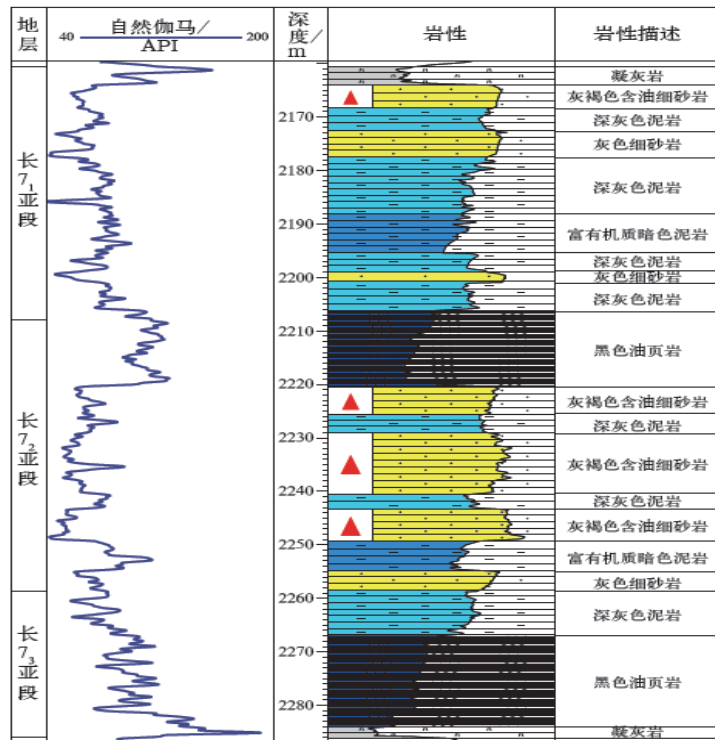 地层
40 自然伽马/API 200
深度/m
岩性
岩性描述
长7₁亚段
长7₂亚段
长7₃亚段
2170
2180
2190
2200
2210
2220
2230
2240
2250
2260
2270
2280
凝灰岩
灰褐色含油细砂岩
深灰色泥岩
灰色细砂岩
深灰色泥岩
富有机质暗色泥岩
深灰色泥岩
灰色细砂岩
深灰色泥岩
黑色油页岩
灰褐色含油细砂岩
深灰色泥岩
灰褐色含油细砂岩
深灰色泥岩
灰褐色含油细砂岩
富有机质暗色泥岩
灰色细砂岩
深灰色泥岩
黑色油页岩
凝灰岩